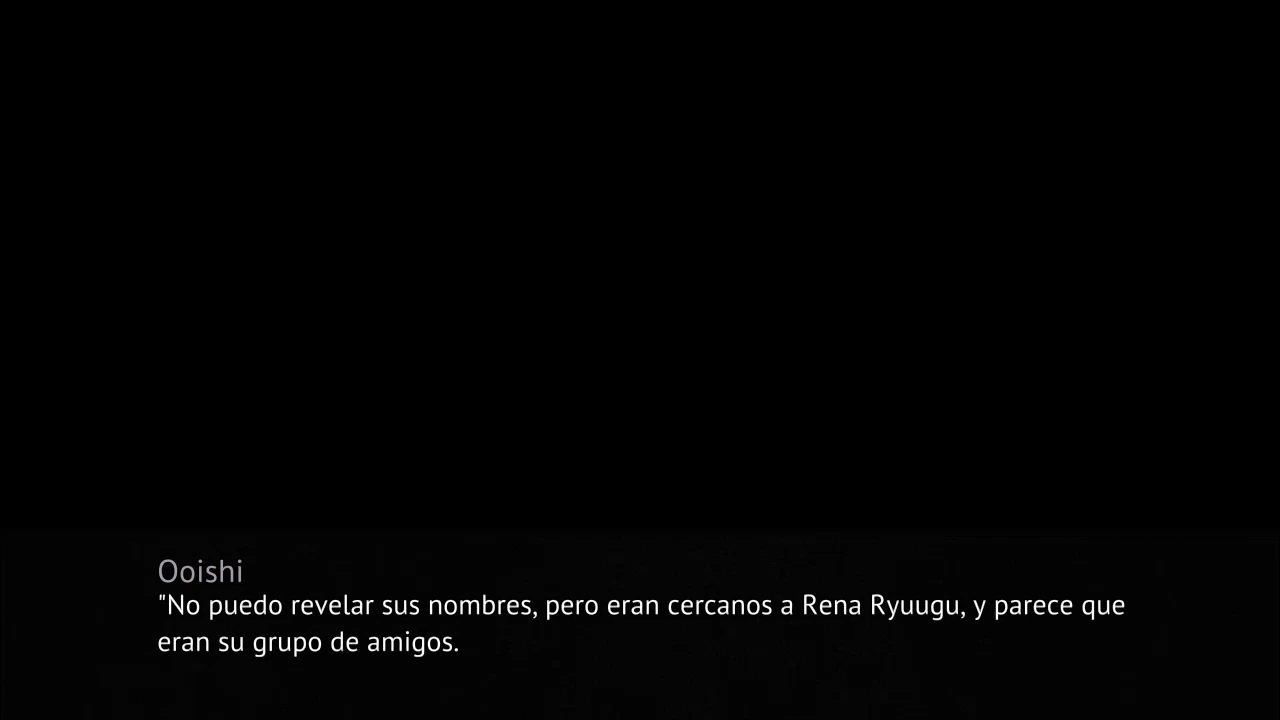 Ooishi
"No puedo revelar sus nombres, pero eran cercanos a Rena Ryuugu, y parece que
eran su grupo de amigos.